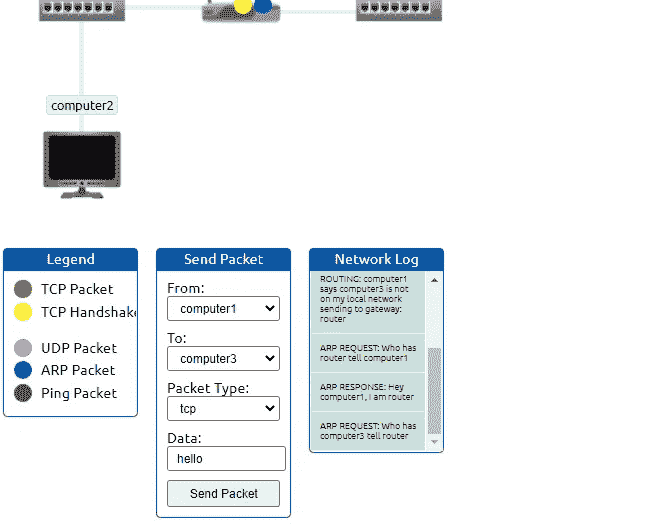 computer2
Legend
TCP Packet
TCP Handshake
UDP Packet
ARP Packet
Ping Packet
Send Packet
From:
computer1
To:
computer3
Packet Type:
tcp
Data:
hello
Send Packet
Network Log
ROUTING: computer1
says computer3 is not
on my local network
sending to gateway:
router
ARP REQUEST: Who has
router tell computer1
ARP RESPONSE: Hey
computer1, I am router
ARP REQUEST: Who has
computer3 tell router